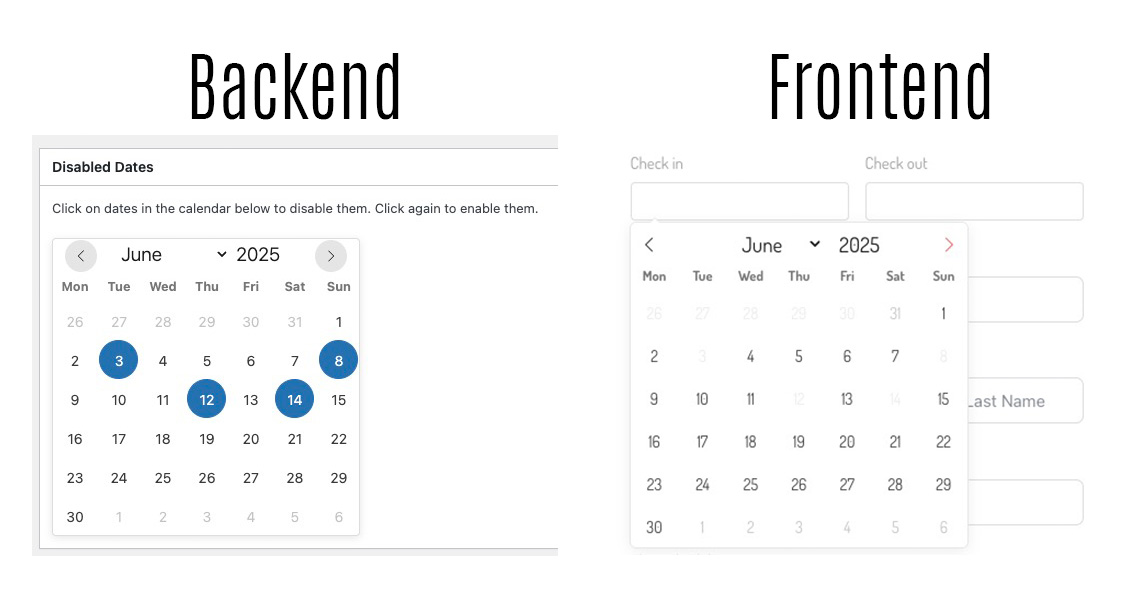 Backend
Frontend
Disabled Dates
Click on dates in the calendar below to disable them. Click again to enable them.
June 2025
Mon Tue Wed Thu Fri Sat Sun
26 27 28 29 30 31 1
2 3 4 5 6 7 8
9 10 11 12 13 14 15
16 17 18 19 20 21 22
23 24 25 26 27 28 29
30 1 2 3 4 5 6
Check in Check out
June 2025
Mon Tue Wed Thu Fri Sat Sun
26 27 28 29 30 31 1
2 3 4 5 6 7 8
9 10 11 12 13 14 15
16 17 18 19 20 21 22
23 24 25 26 27 28 29
30 1 2 3 4 5 6
Last Name